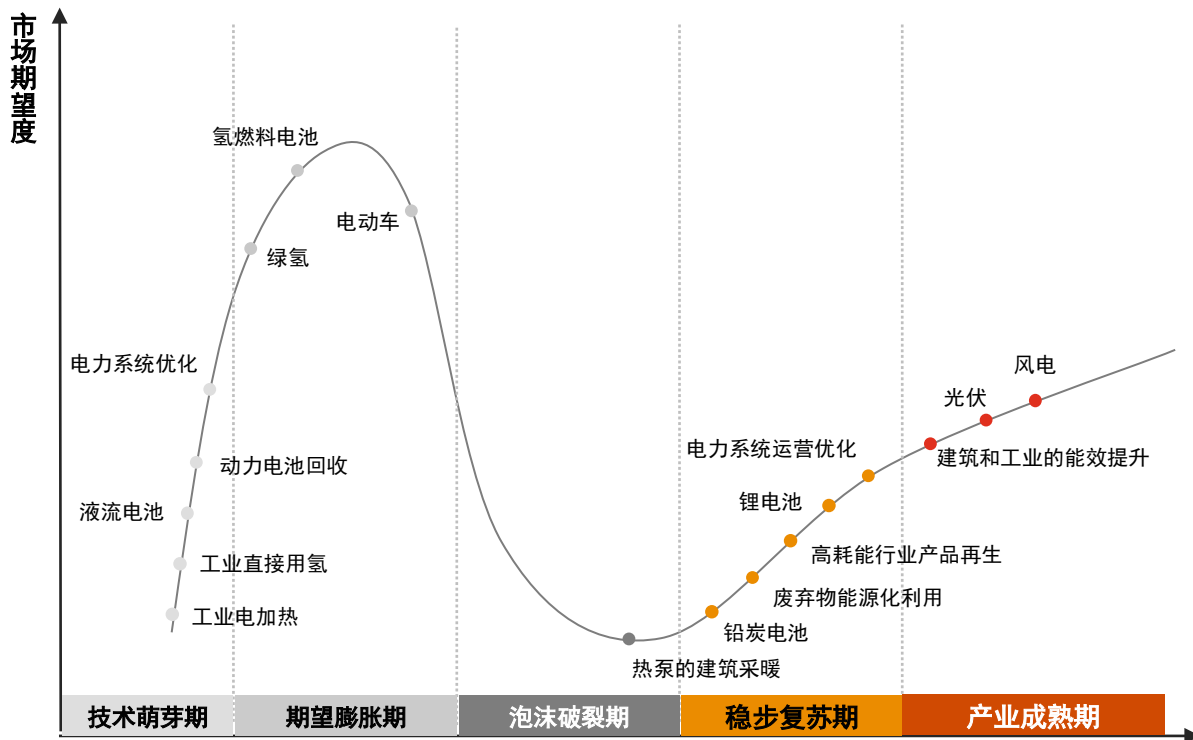 市场期望度
氢燃料电池
电动车
绿氢
电力系统优化
动力电池回收
液流电池
工业直接用氢
工业电加热
风电
光伏
电力系统运营优化
建筑和工业的能效提升
锂电池
高耗能行业产品再生
废弃物能源化利用
铅炭电池
热泵的建筑采暖
技术萌芽期
期望膨胀期
泡沫破裂期
稳步复苏期
产业成熟期